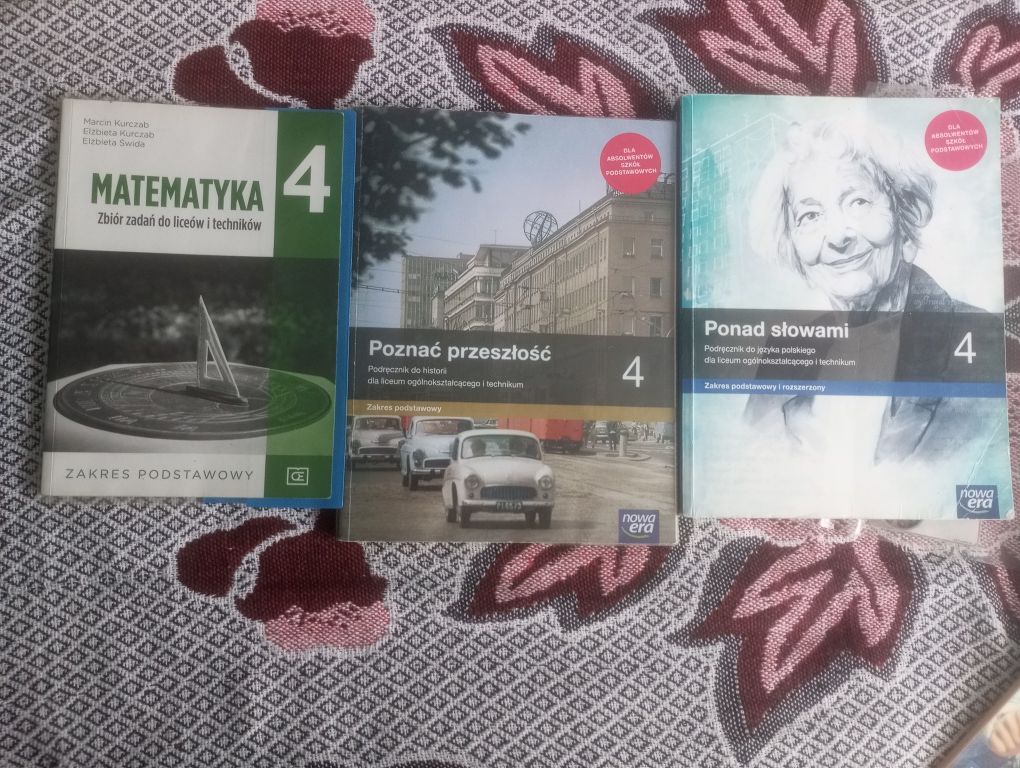 Marcin Kurczab
Elżbieta Kurczab
Elżbieta Świda
MATEMATYKA
4
Zbiór zadań do liceów i techników
ZAKRES PODSTAWOWY
DLA
ABSOLWENTÓW
SZKÓŁ
PODSTAWOWYCH
Poznać przeszłość
Podręcznik do historii
dla liceum ogólnokształcącego i technikum
4
Zakres podstawowy
nowa
era
DLA
ABSOLWENTÓW
SZKÓŁ
PODSTAWOWYCH
Ponad słowami
Podręcznik do języka polskiego
dla liceum ogólnokształcącego i technikum
4
Zakres podstawowy i rozszerzony
nowa
era